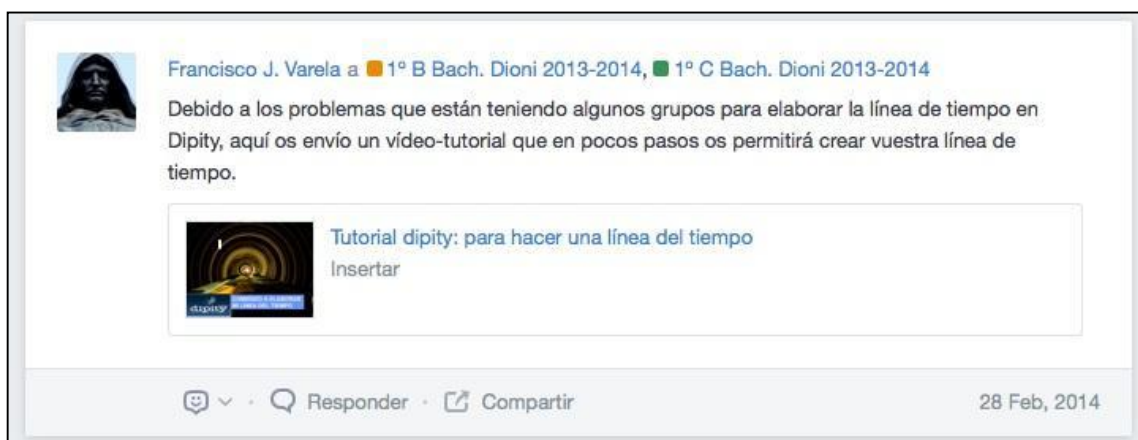 Francisco J. Varela a 1º B Bach. Dioni 2013-2014, 1º C Bach. Dioni 2013-2014
Debido a los problemas que están teniendo algunos grupos para elaborar la línea de tiempo en
Dipity, aquí os envío un vídeo-tutorial que en pocos pasos os permitirá crear vuestra línea de
tiempo.
Tutorial dipity: para hacer una línea del tiempo
Insertar
dipity
Responder · Compartir
28 Feb, 2014